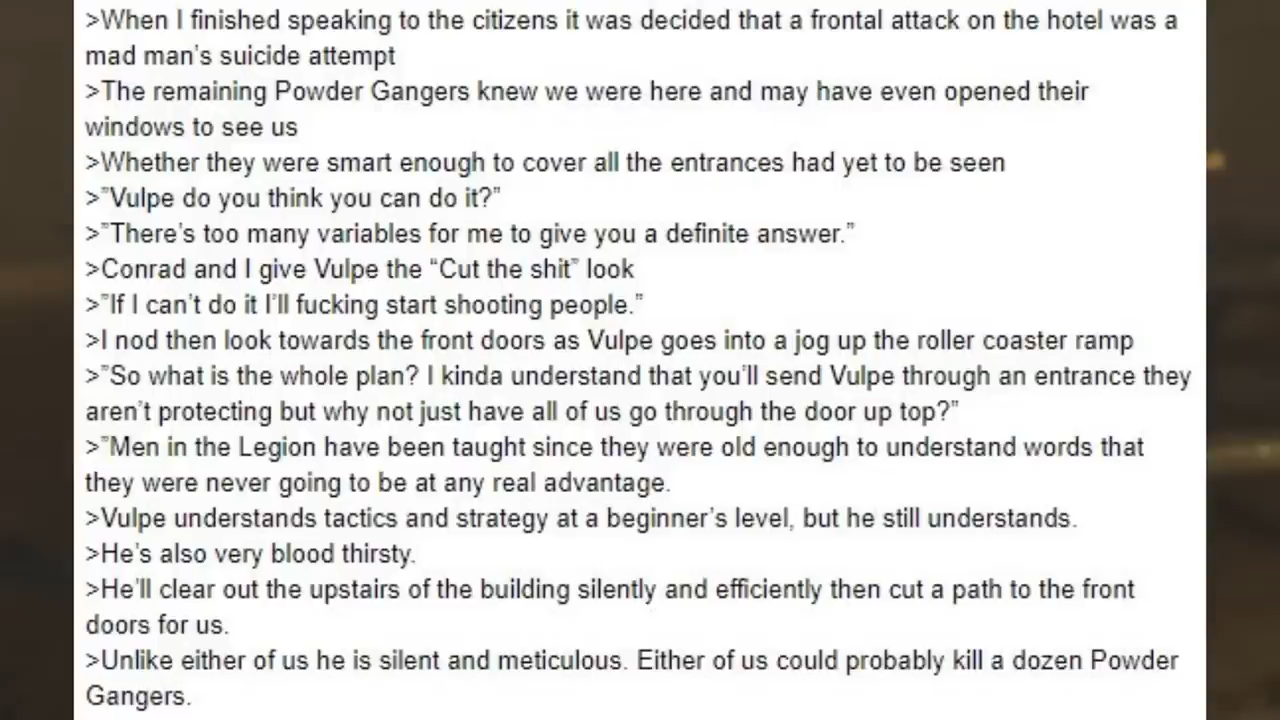 >When I finished speaking to the citizens it was decided that a frontal attack on the hotel was a
mad man's suicide attempt
>The remaining Powder Gangers knew we were here and may have even opened their
windows to see us
>Whether they were smart enough to cover all the entrances had yet to be seen
>"Vulpe do you think you can do it?"
>"There's too many variables for me to give you a definite answer."
>Conrad and I give Vulpe the "Cut the shit" look
>"If I can't do it I'll fucking start shooting people."
>I nod then look towards the front doors as Vulpe goes into a jog up the roller coaster ramp
>"So what is the whole plan? I kinda understand that you'll send Vulpe through an entrance they
aren't protecting but why not just have all of us go through the door up top?"
>"Men in the Legion have been taught since they were old enough to understand words that
they were never going to be at any real advantage.
>Vulpe understands tactics and strategy at a beginner's level, but he still understands.
>He's also very blood thirsty.
>He'll clear out the upstairs of the building silently and efficiently then cut a path to the front
doors for us.
>Unlike either of us he is silent and meticulous. Either of us could probably kill a dozen Powder
Gangers.